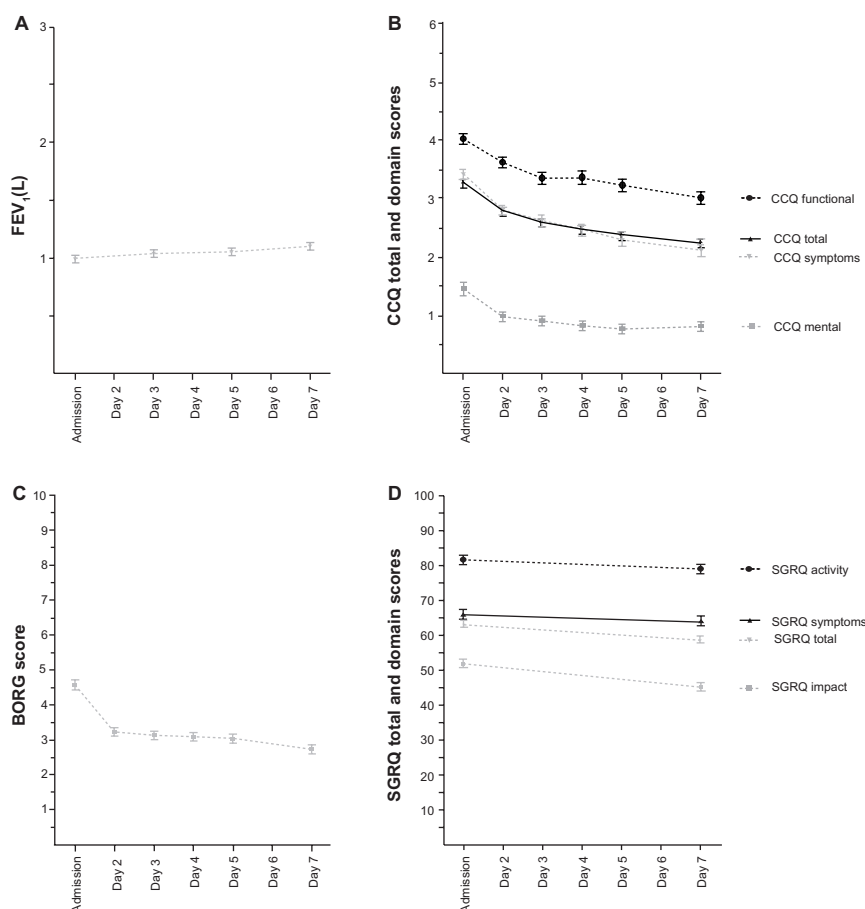 A
FEV1(L)
3
2
1
Admission
Day 2
Day 3
Day 4
Day 5
Day 6
Day 7
B
CCQ total and domain scores
6
5
4
3
2
1
Admission
Day 2
Day 3
Day 4
Day 5
Day 6
Day 7
CCQ functional
CCQ total
CCQ symptoms
CCQ mental
C
BORG score
10
9
8
7
6
5
4
3
2
1
Admission
Day 2
Day 3
Day 4
Day 5
Day 6
Day 7
D
SGRQ total and domain scores
100
90
80
70
60
50
40
30
20
10
Admission
Day 2
Day 3
Day 4
Day 5
Day 6
Day 7
SGRQ activity
SGRQ symptoms
SGRQ total
SGRQ impact